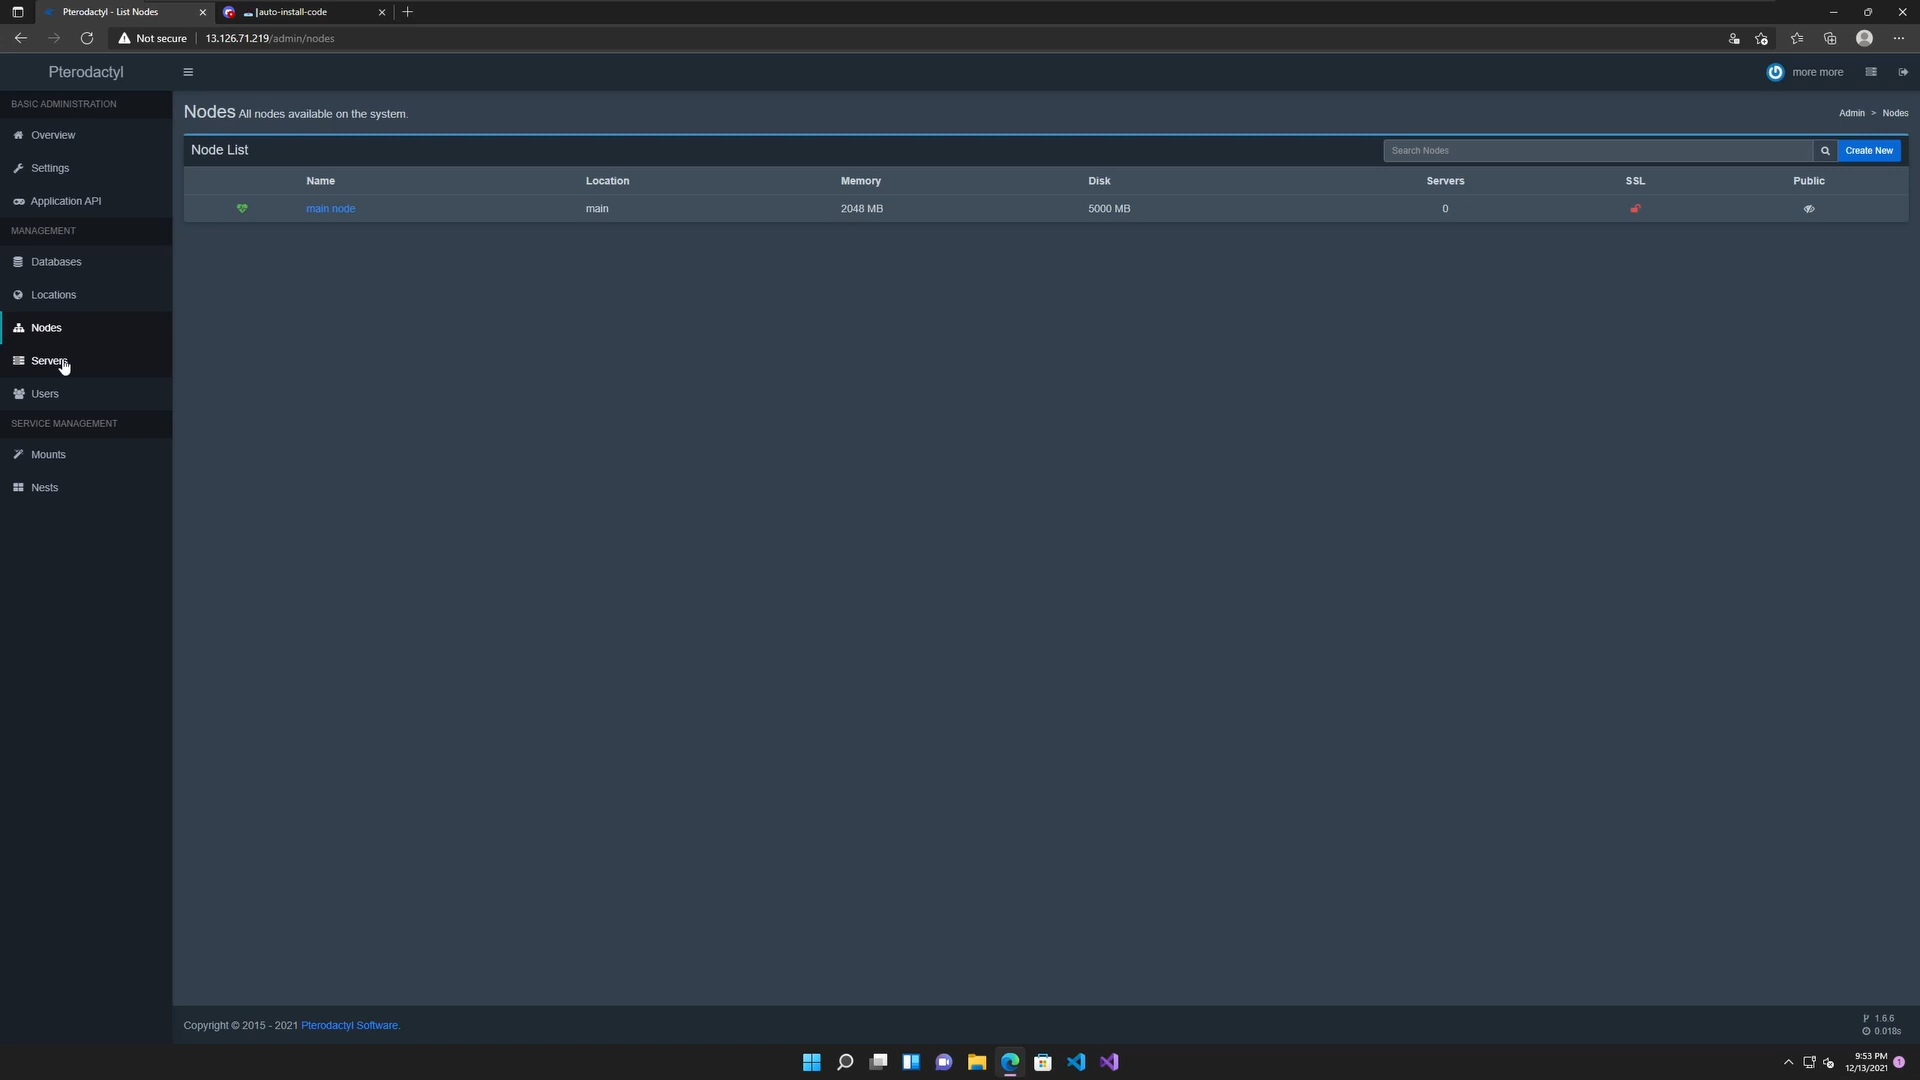 Pterodactyl - List Nodes
|auto-install-code
Not secure
13.126.71.219/admin/nodes
Pterodactyl
more more
BASIC ADMINISTRATION
Overview
Settings
Application API
MANAGEMENT
Databases
Locations
Nodes
Servers
Users
SERVICE MANAGEMENT
Mounts
Nests
Nodes All nodes available on the system.
Admin > Nodes
Node List
Search Nodes
Create New
Name Location Memory Disk Servers SSL Public
main node main 2048 MB 5000 MB 0
Copyright © 2015 - 2021 Pterodactyl Software.
1.6.6
0.018s
9:53 PM
12/13/2021
1